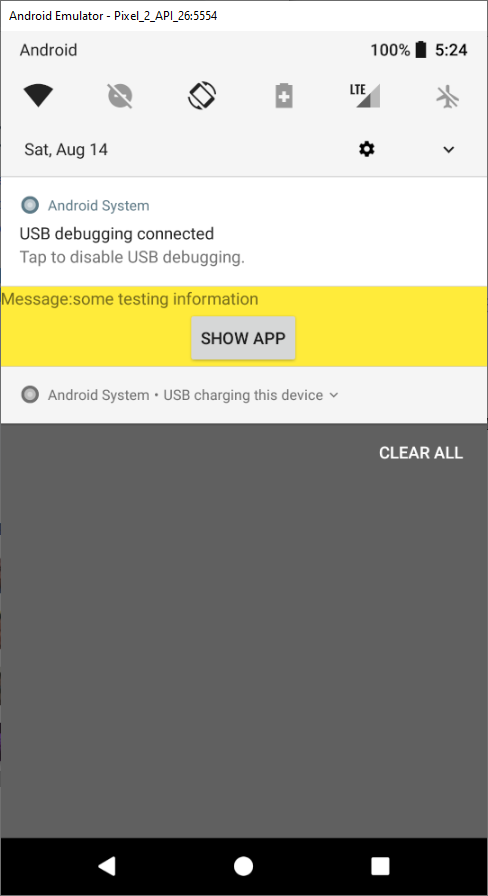 Android Emulator - Pixel_2_API_26:5554
Android 100% 5:24
LTE
Sat, Aug 14
Android System
USB debugging connected
Tap to disable USB debugging.
Message:some testing information
SHOW APP
Android System • USB charging this device
CLEAR ALL